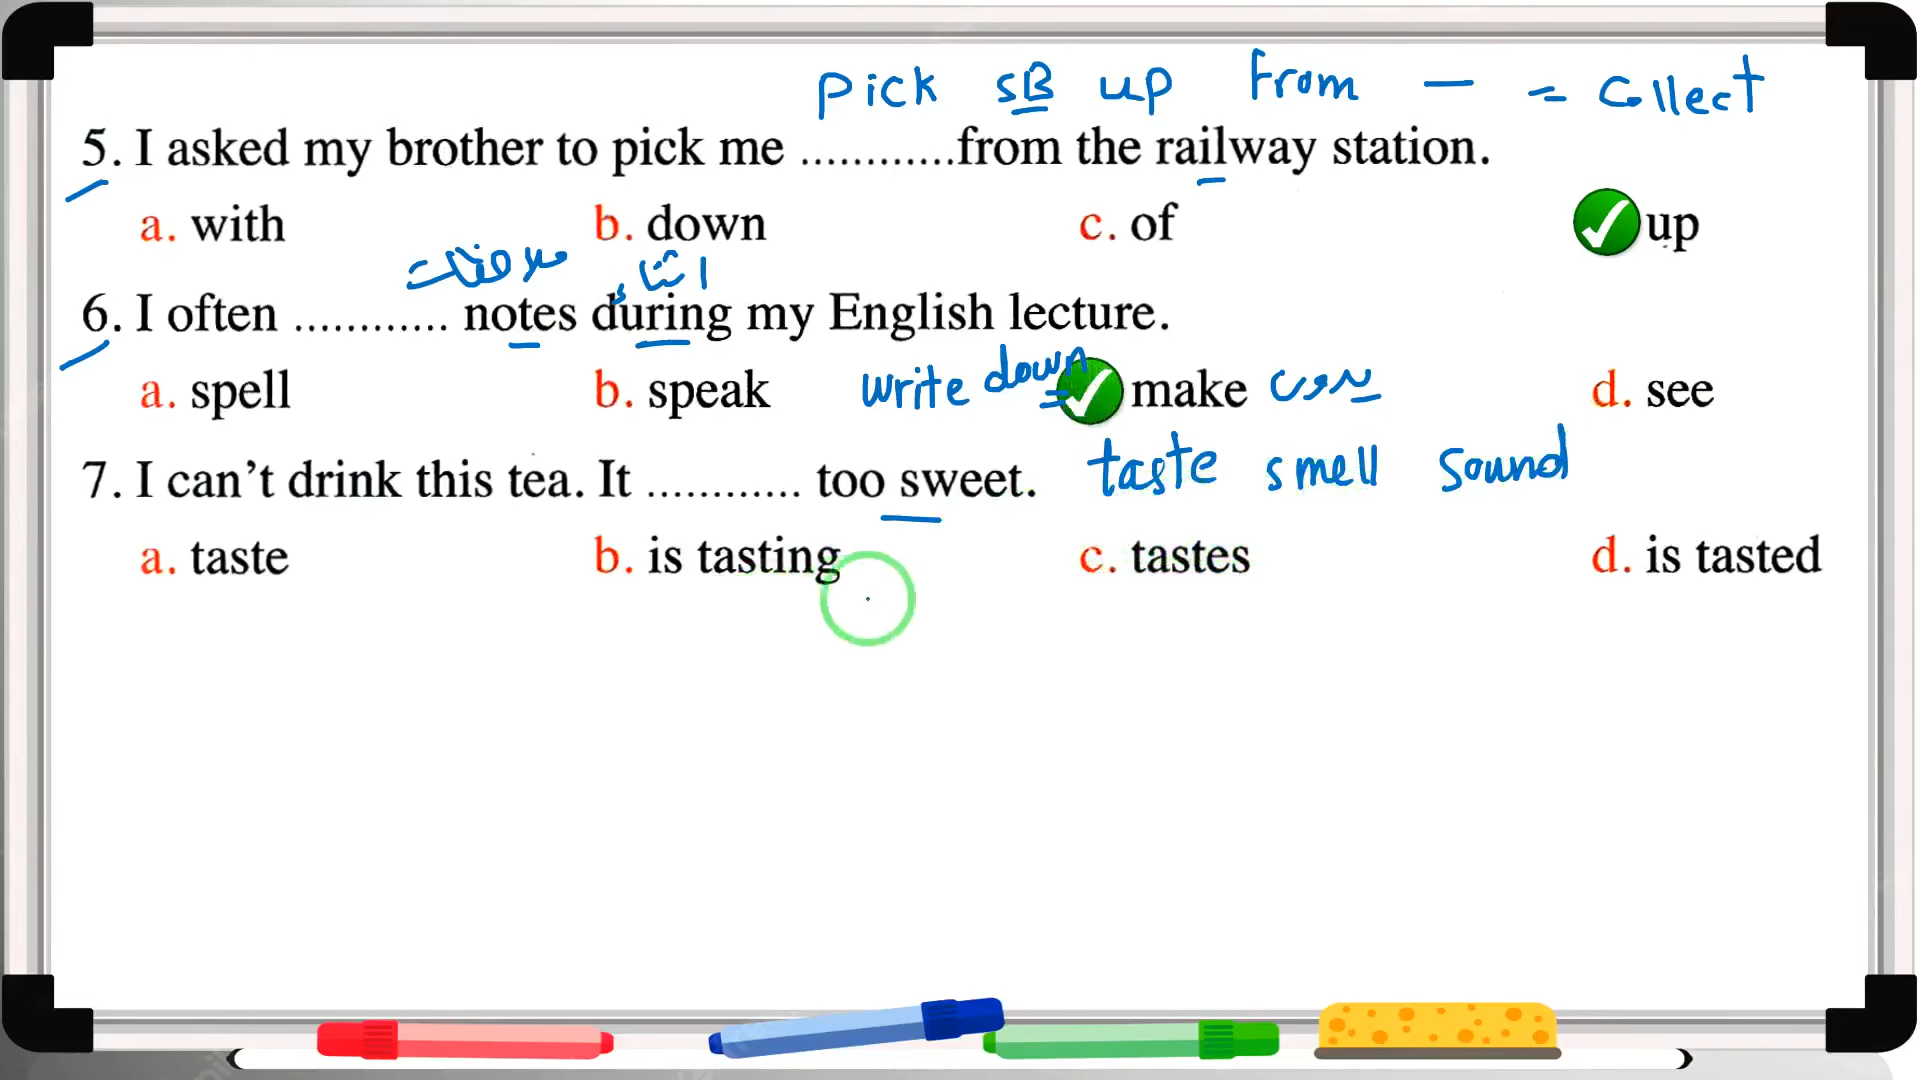 pick sB up from — = collect
5. I asked my brother to pick me ............from the railway station.
a. with b. down c. of up
ملاحظات اثناء
6. I often ............ notes during my English lecture.
a. spell b. speak write down make يدون d. see
7. I can't drink this tea. It ............ too sweet. taste smell sound
a. taste b. is tasting c. tastes d. is tasted